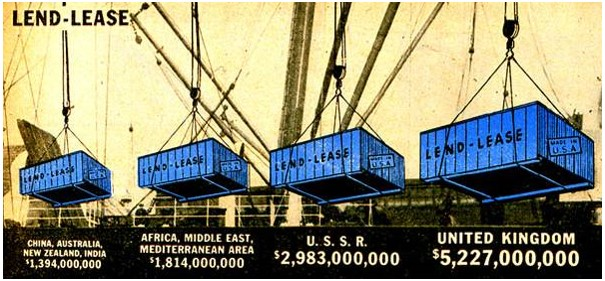 LEND-LEASE
LEND-LEASE
U.S.A.
LEND-LEASE
U.S.A.
LEND-LEASE
MADE IN
U.S.A.
LEND-LEASE
MADE IN
U.S.A
CHINA, AUSTRALIA,
NEW ZEALAND, INDIA
$1,394,000,000
AFRICA, MIDDLE EAST,
MEDITERRANEAN AREA
$1,814,000,000
U. S. S. R.
$2,983,000,000
UNITED KINGDOM
$5,227,000,000